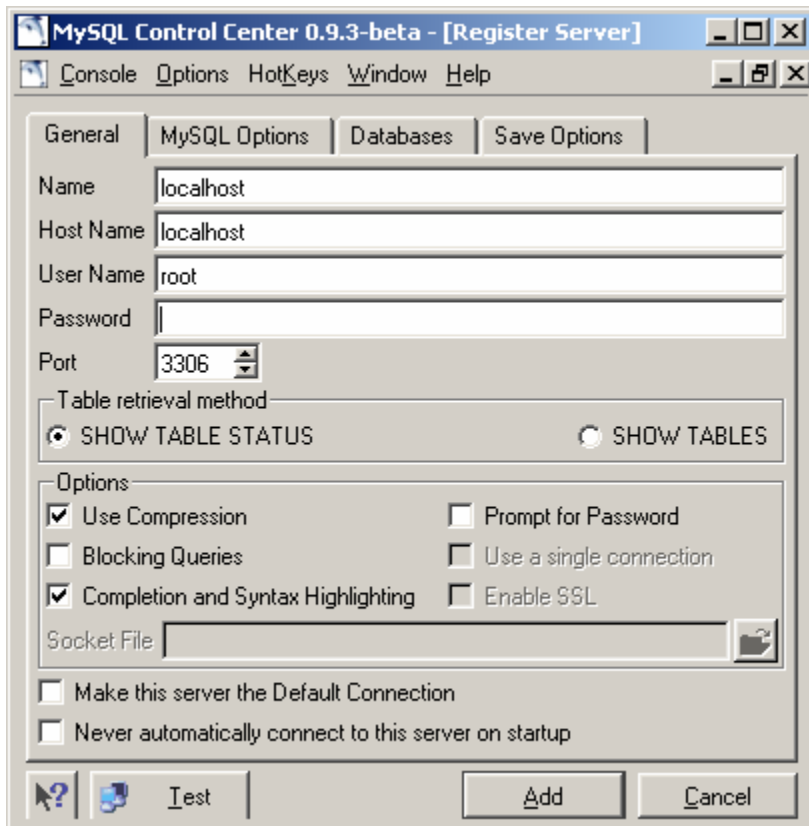 MySQL Control Center 0.9.3-beta - [Register Server]
Console Options HotKeys Window Help
General MySQL Options Databases Save Options
Name localhost
Host Name localhost
User Name root
Password
Port 3306
Table retrieval method
SHOW TABLE STATUS SHOW TABLES
Options
Use Compression Prompt for Password
Blocking Queries Use a single connection
Completion and Syntax Highlighting Enable SSL
Socket File
Make this server the Default Connection
Never automatically connect to this server on startup
Test Add Cancel